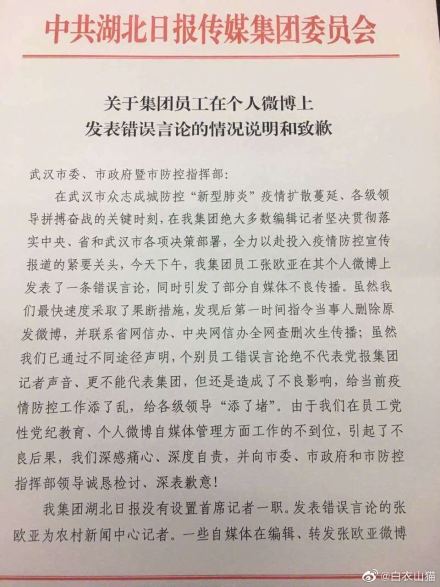 中共湖北日报传媒集团委员会
关于集团员工在个人微博上
发表错误言论的情况说明和致歉
武汉市委、市政府暨市防控指挥部：
在武汉市众志成城防控“新型肺炎”疫情扩散蔓延、各级领
导拼搏奋战的关键时刻，在我集团绝大多数编辑记者坚决贯彻落
实中央、省和武汉市各项决策部署，全力以赴投入疫情防控宣传
报道的紧要关头，今天下午，我集团员工张欧亚在其个人微博上
发表了一条错误言论，同时引发了部分自媒体不良传播。虽然我
们最快速度采取了果断措施，发现后第一时间指令当事人删除原
发微博，并联系省网信办、中央网信办全网查删次生传播；虽然
我们已通过不同途径声明，个别员工错误言论绝不代表党报集团
记者声音、更不能代表集团，但还是造成了不良影响，给当前疫
情防控工作添了乱，给各级领导“添了堵”。由于我们在员工党
性党纪教育、个人微博自媒体管理方面工作的不到位，引起了不
良后果，我们深感痛心、深度自责，并向市委、市政府和市防控
指挥部领导诚恳检讨、深表歉意！
我集团湖北日报没有设置首席记者一职。发表错误言论的张
欧亚为农村新闻中心记者。一些自媒体在编辑、转发张欧亚微博
@白衣山猫